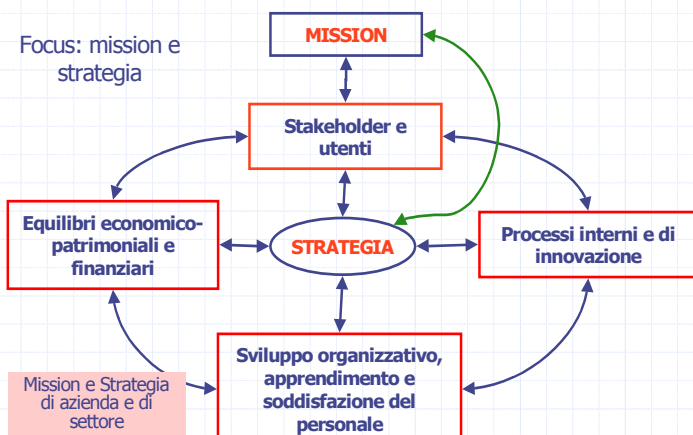 Focus: mission e
strategia
MISSION
Stakeholder e
utenti
Equilibri economico-
patrimoniali e
finanziari
STRATEGIA
Processi interni e di
innovazione
Sviluppo organizzativo,
apprendimento e
soddisfazione del
personale
Mission e Strategia
di azienda e di
settore